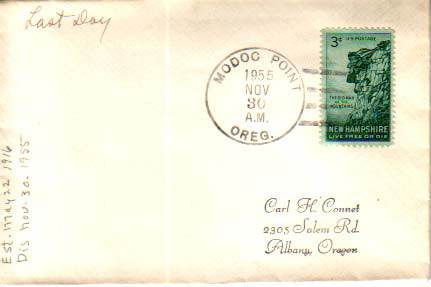 Last Day
Est. may 22 1916
Dis nov. 30. 1955
MODOC POINT
1955
NOV
30
A.M.
OREG.
3¢ U.S. POSTAGE
THE OLD MAN
OF THE
MOUNTAINS
NEW HAMPSHIRE
LIVE FREE OR DIE
Carl H. Connet
2305 Salem Rd.
Albany, Oregon